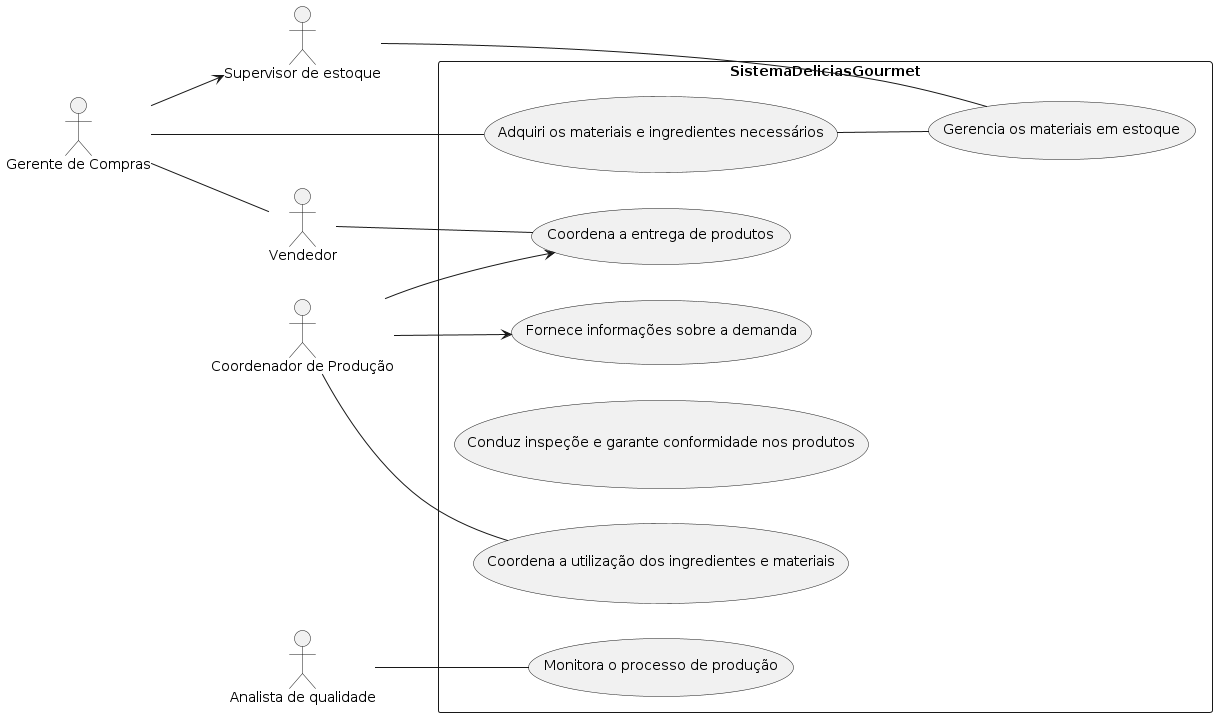 Supervisor de estoque
SistemaDeliciasGourmet
Gerente de Compras
Adquiri os materiais e ingredientes necessários
Gerencia os materiais em estoque
Vendedor
Coordena a entrega de produtos
Coordenador de Produção
Fornece informações sobre a demanda
Conduz inspeçõe e garante conformidade nos produtos
Coordena a utilização dos ingredientes e materiais
Analista de qualidade
Monitora o processo de produção